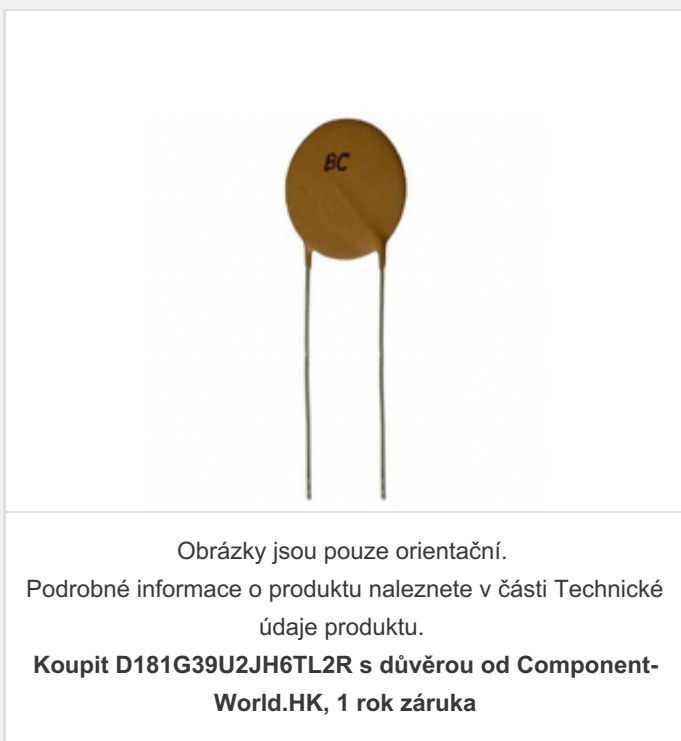 BC
Obrázky jsou pouze orientační.
Podrobné informace o produktu naleznete v části Technické
údaje produktu.
Koupit D181G39U2JH6TL2R s důvěrou od Component-
World.HK, 1 rok záruka